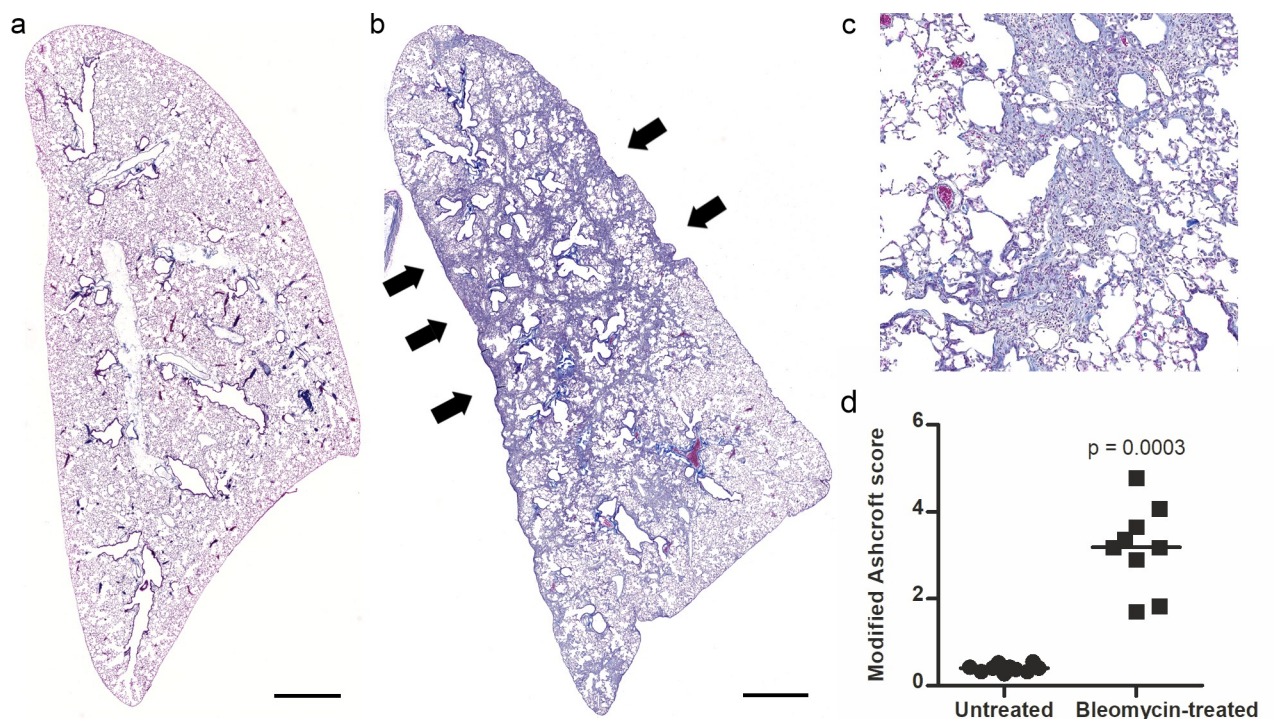 a
b
c
d
Modified Ashcroft score
6
4
2
0
p = 0.0003
Untreated
Bleomycin-treated